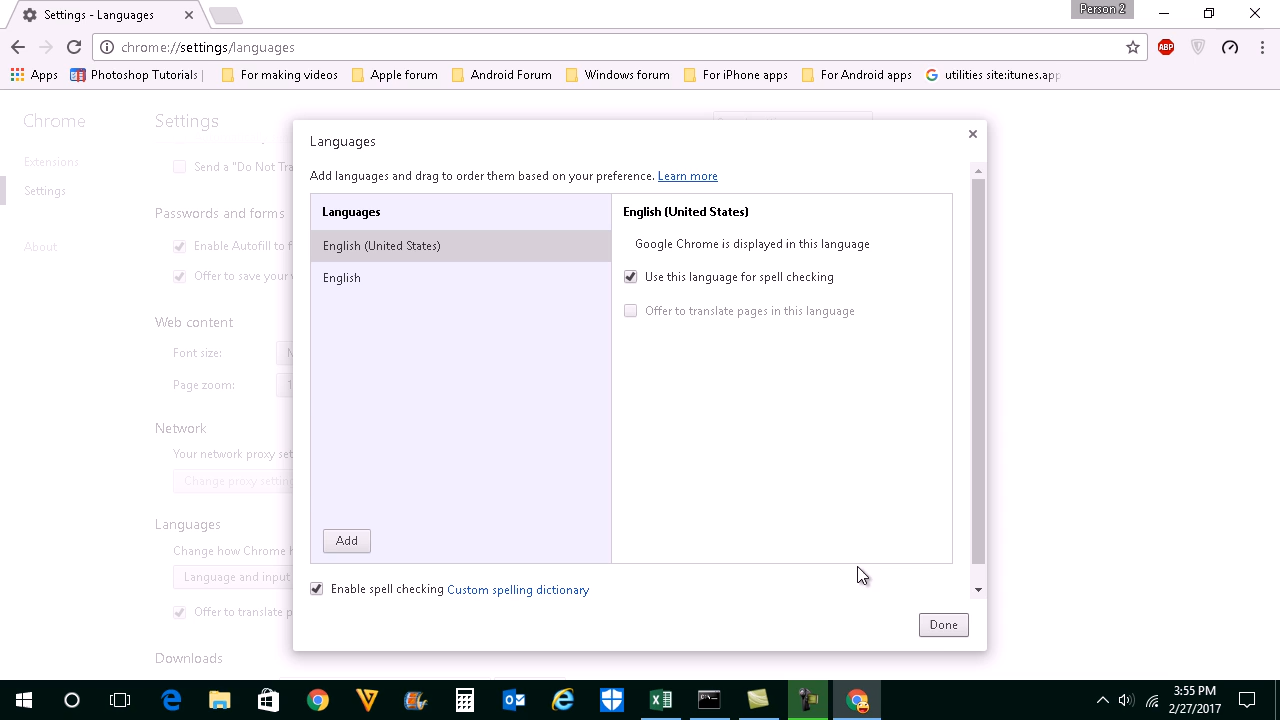 Settings - Languages
Person 2
chrome://settings/languages
ABP
Apps
Photoshop Tutorials
For making videos
Apple forum
Android Forum
Windows forum
For iPhone apps
For Android apps
utilities site:itunes.app
Chrome
Settings
Extensions
Settings
About
Send a "Do Not Tra
Passwords and forms
Enable Autofill to f
Offer to save your
Web content
Font size:
Page zoom:
Network
Your network proxy set
Change proxy setting
Languages
Change how Chrome h
Language and input
Offer to translate p
Downloads
Languages
Add languages and drag to order them based on your preference. Learn more
Languages
English (United States)
English
Add
English (United States)
Google Chrome is displayed in this language
Use this language for spell checking
Offer to translate pages in this language
Enable spell checking Custom spelling dictionary
Done
3:55 PM
2/27/2017